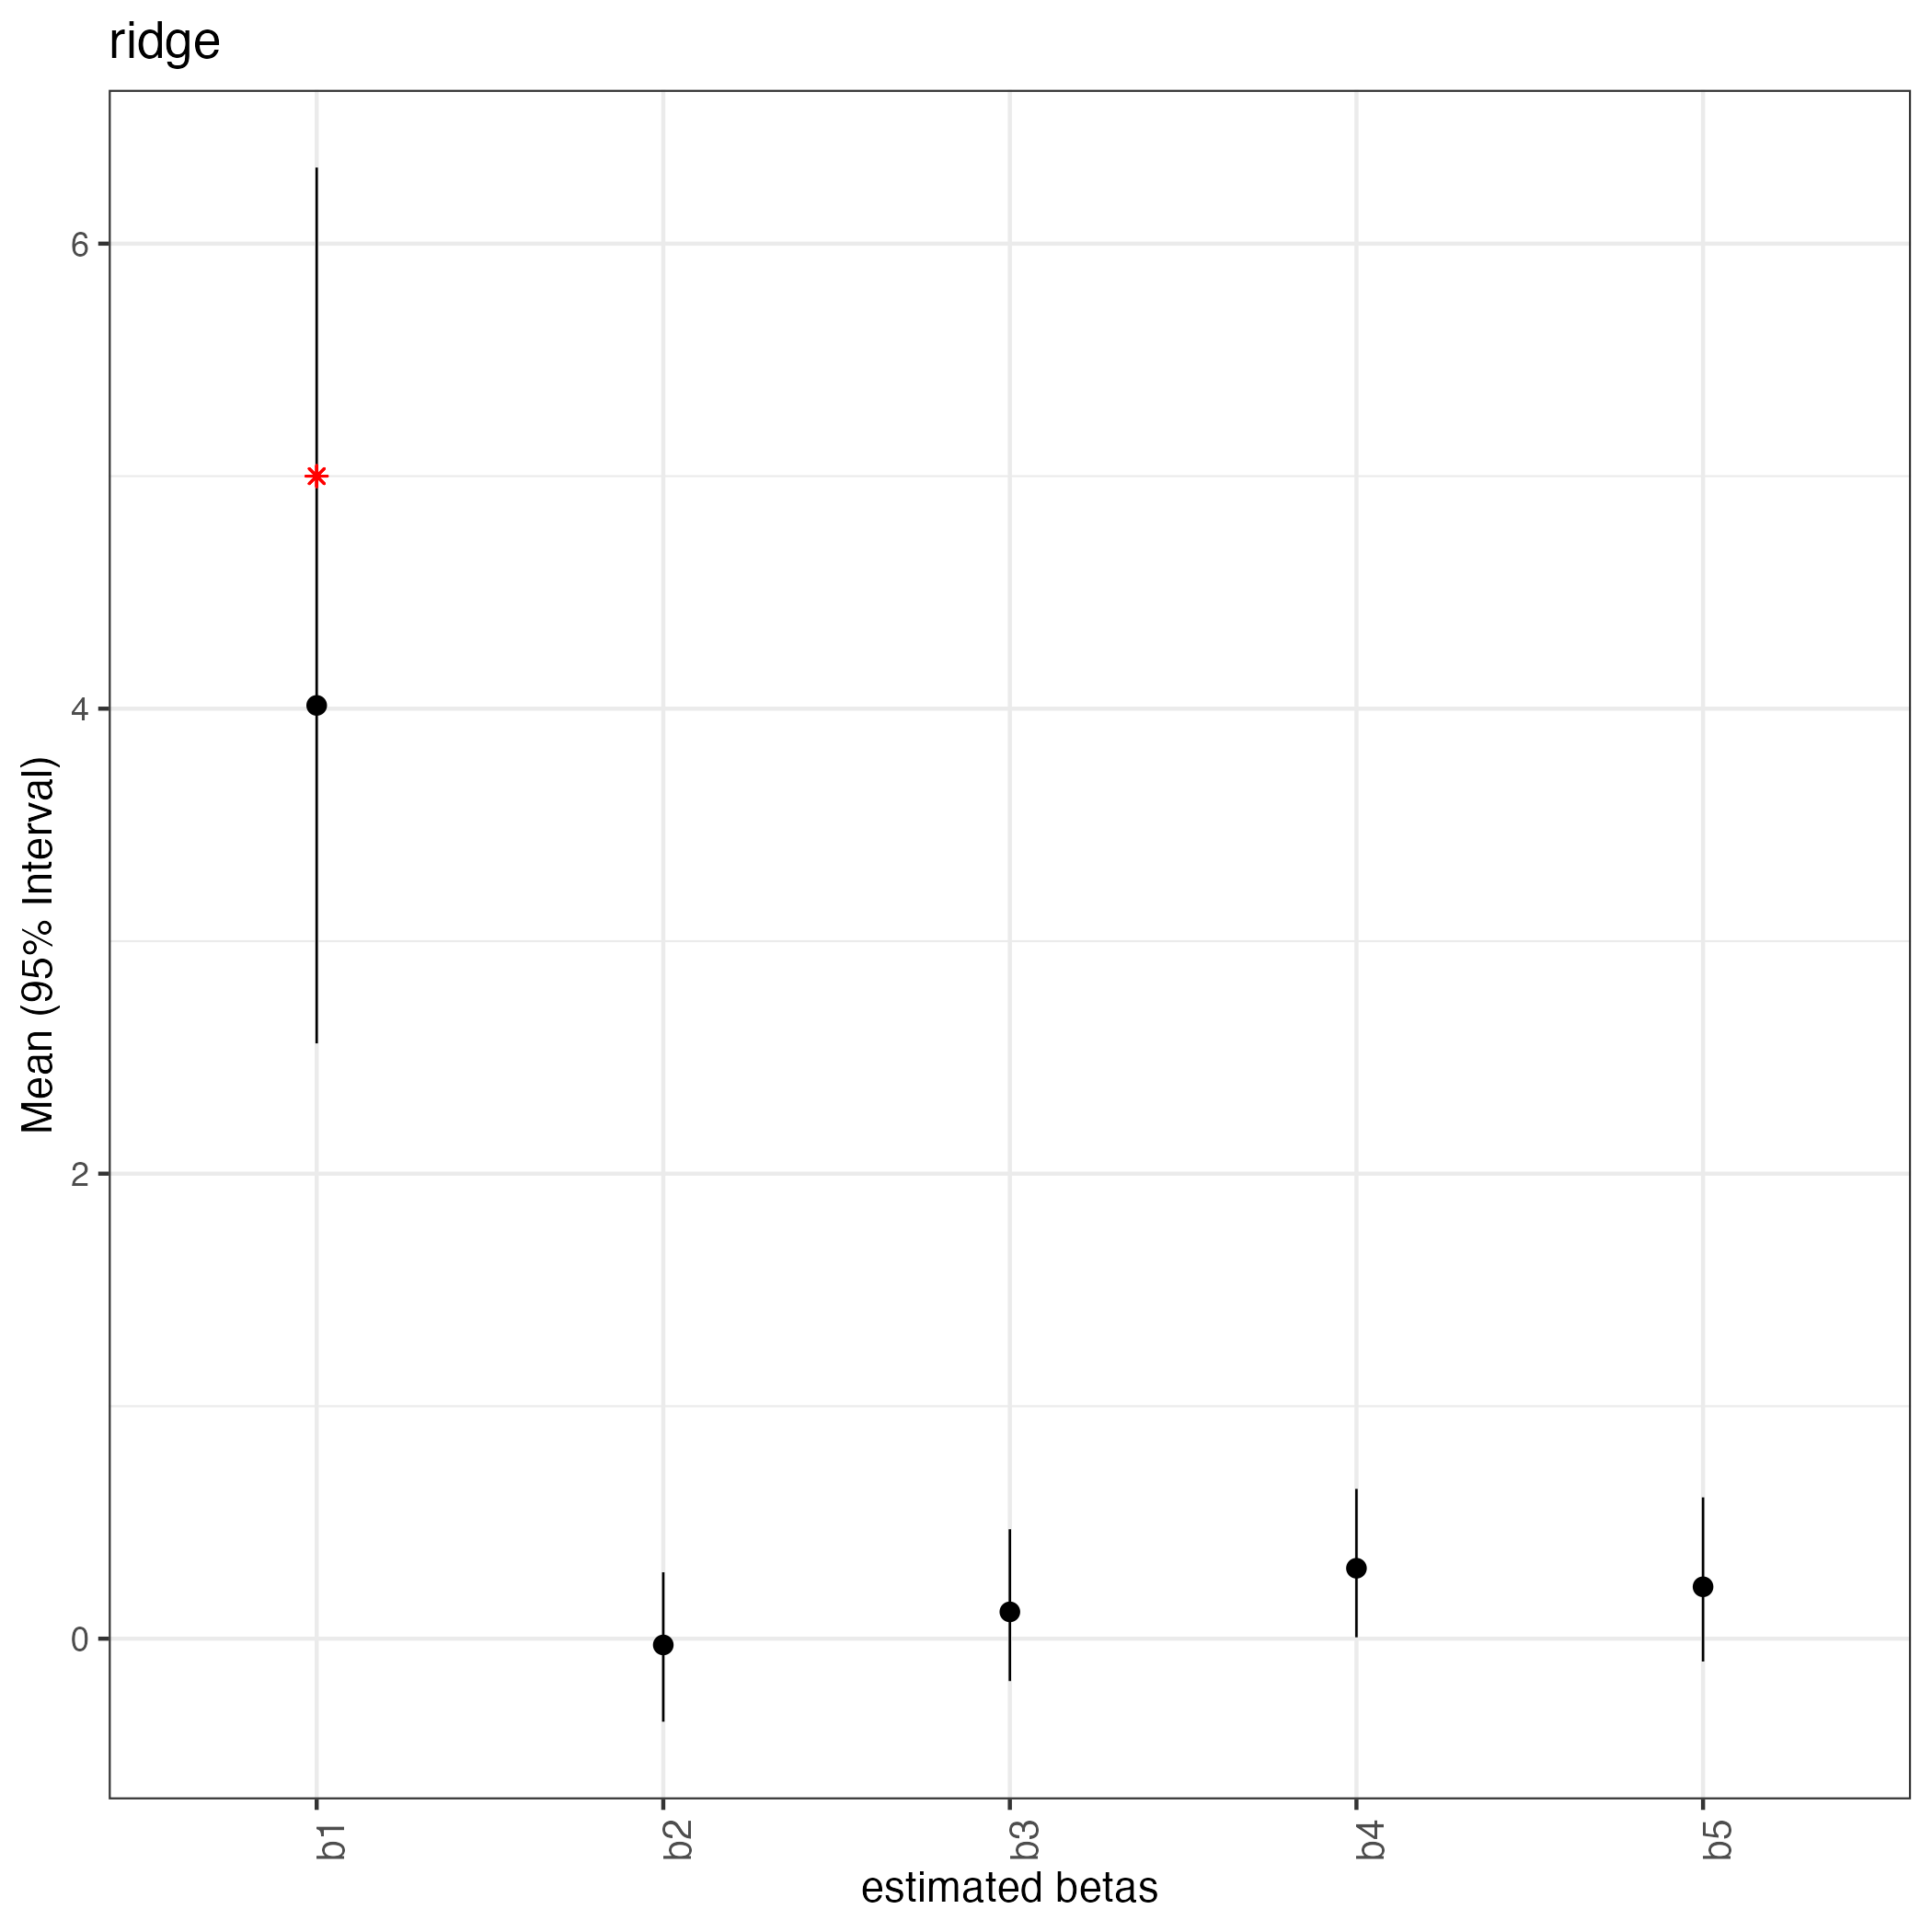 ridge
Mean (95% Interval)
6
4
2
0
b1
b2
b3
b4
b5
estimated betas